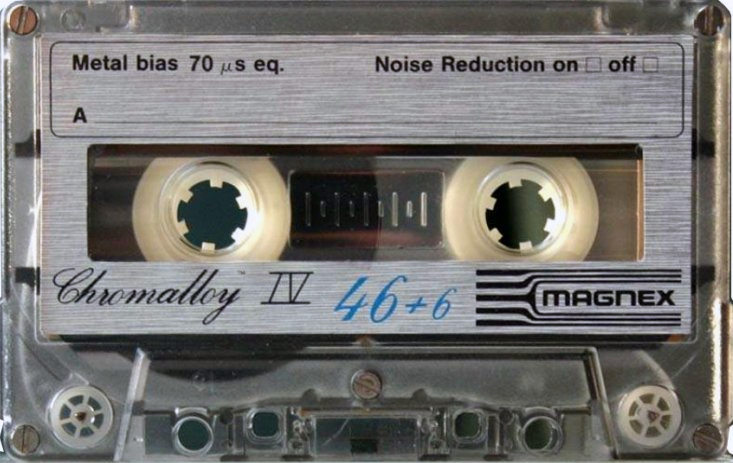 Metal bias 70 μs eq. Noise Reduction on □ off □
A
Chromalloy™ IV 46+6 MAGNEX